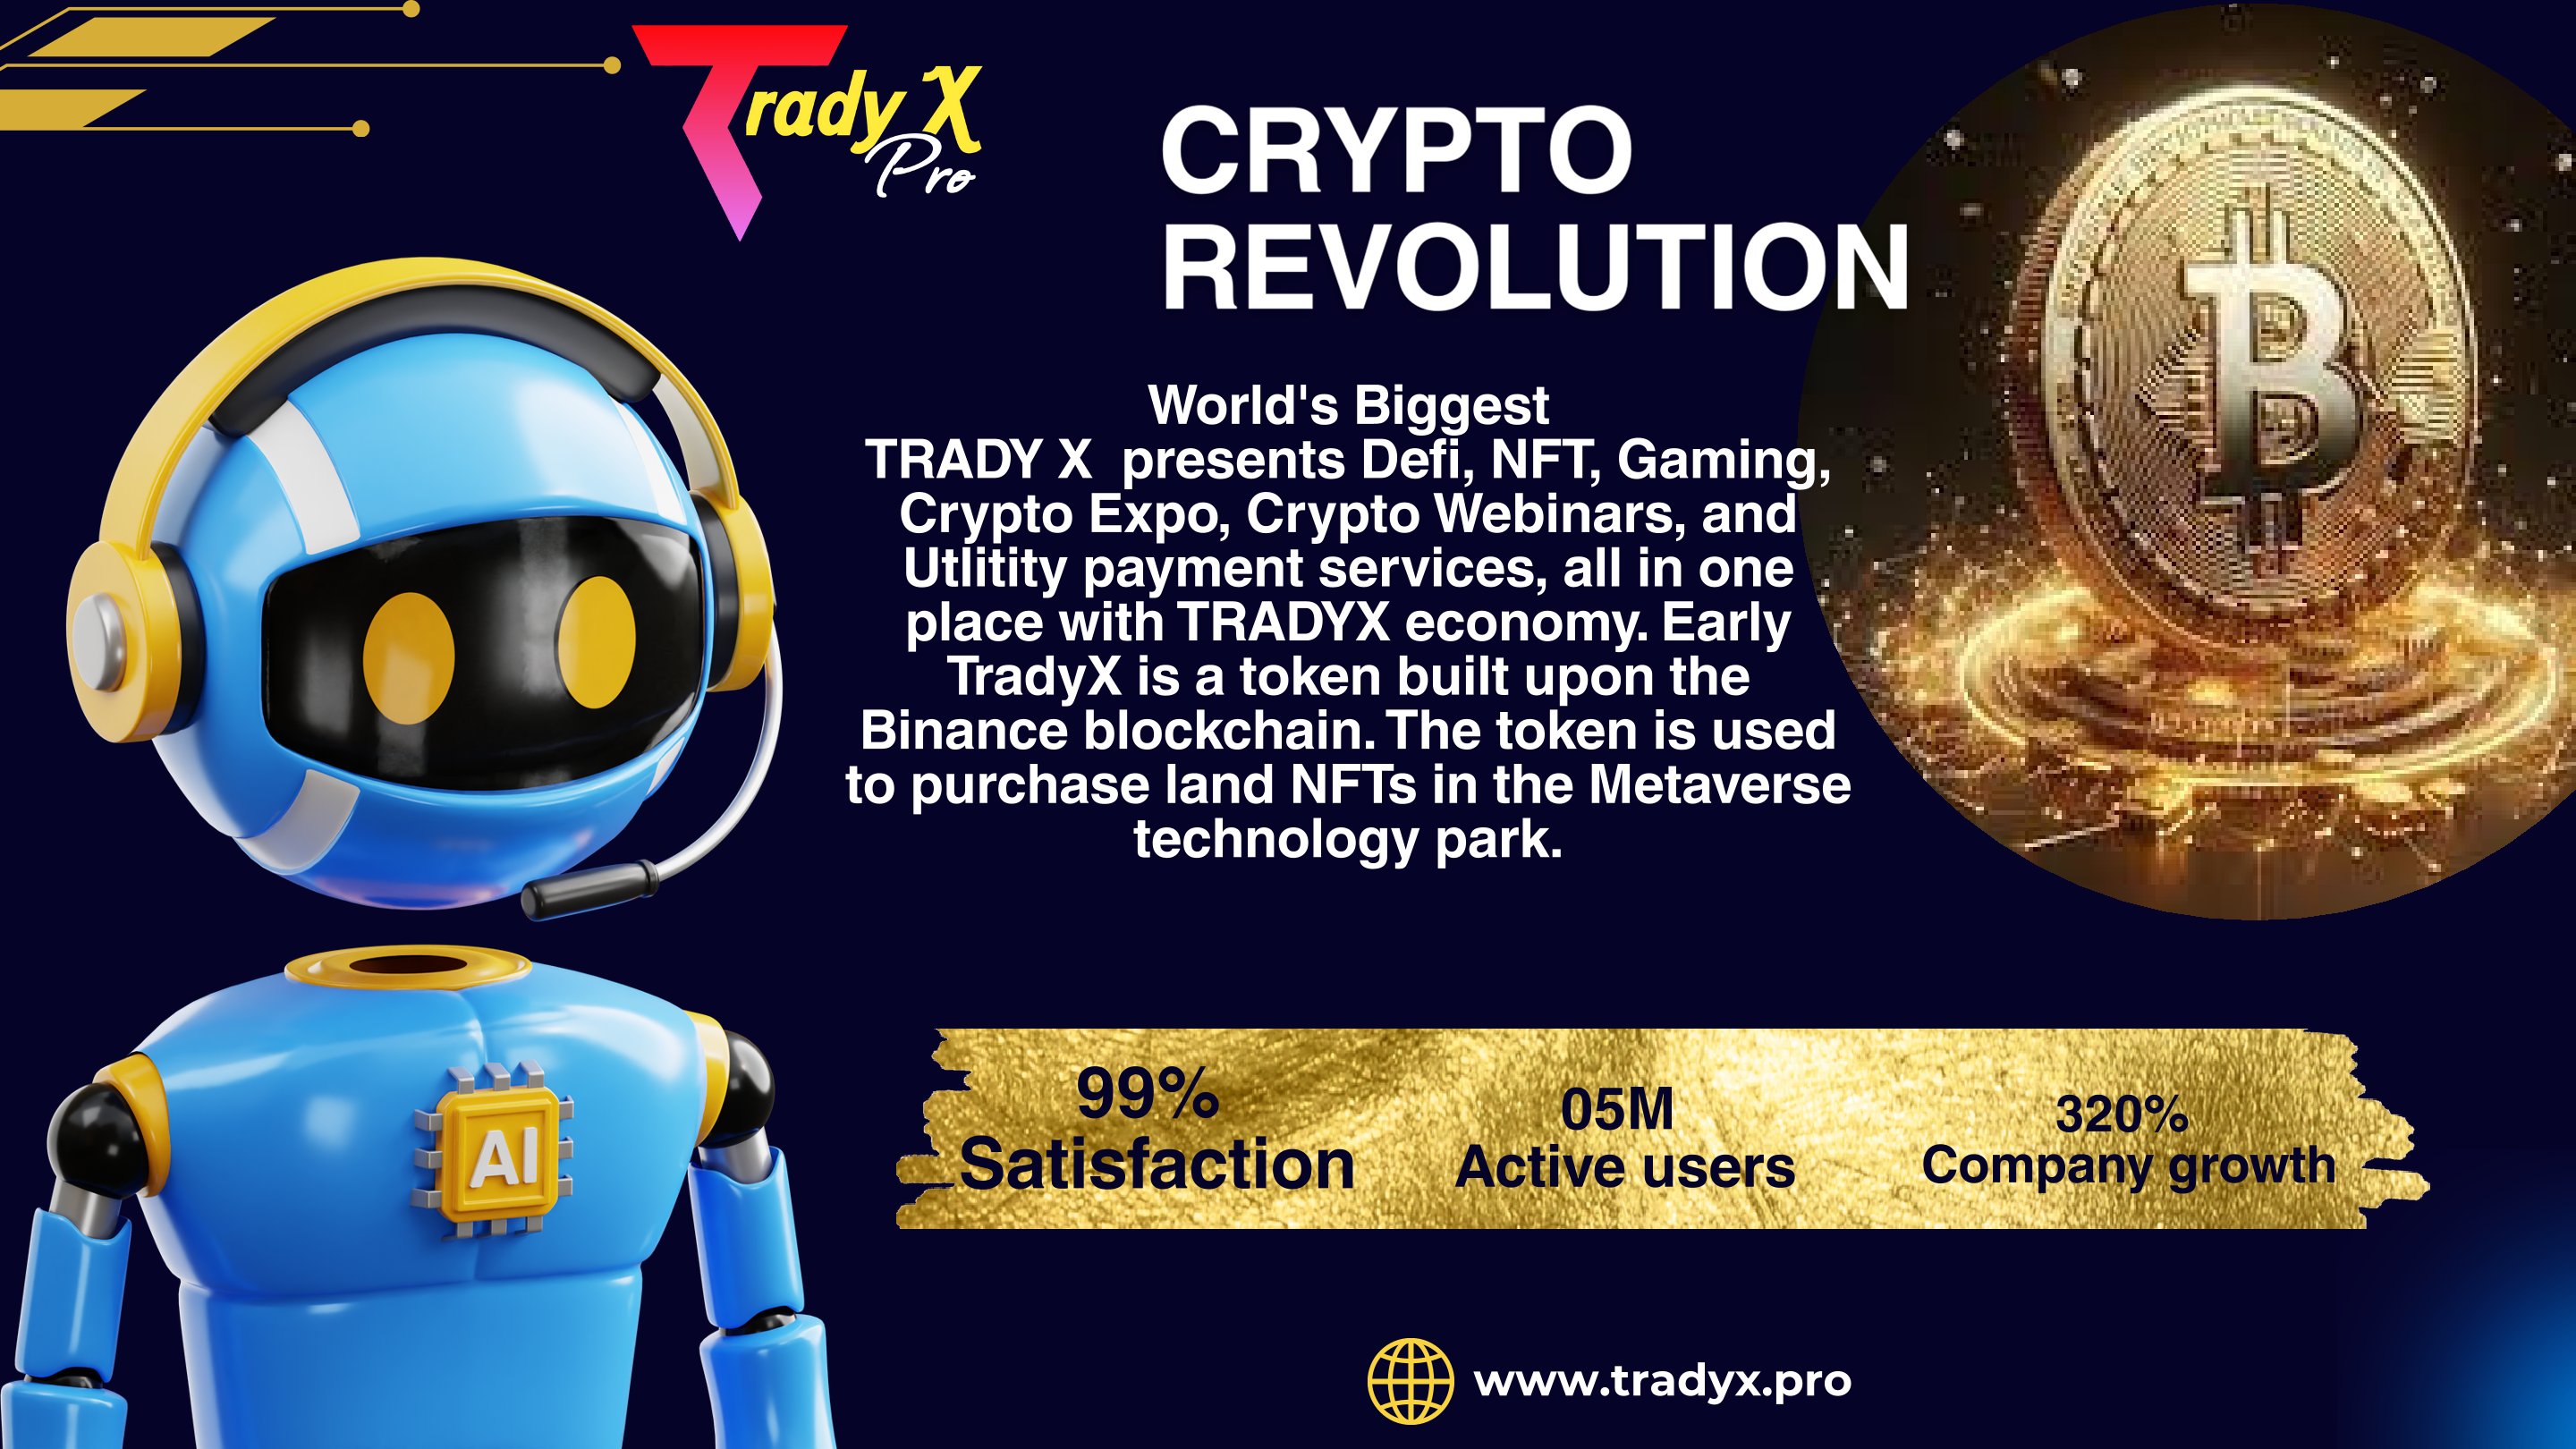 Trady X
Pro
CRYPTO
REVOLUTION
World's Biggest
TRADY X  presents Defi, NFT, Gaming,
Crypto Expo, Crypto Webinars, and
Utlitity payment services, all in one
place with TRADYX economy. Early
TradyX is a token built upon the
Binance blockchain. The token is used
to purchase land NFTs in the Metaverse
technology park.
AI
99%
Satisfaction
05M
Active users
320%
Company growth
www.tradyx.pro